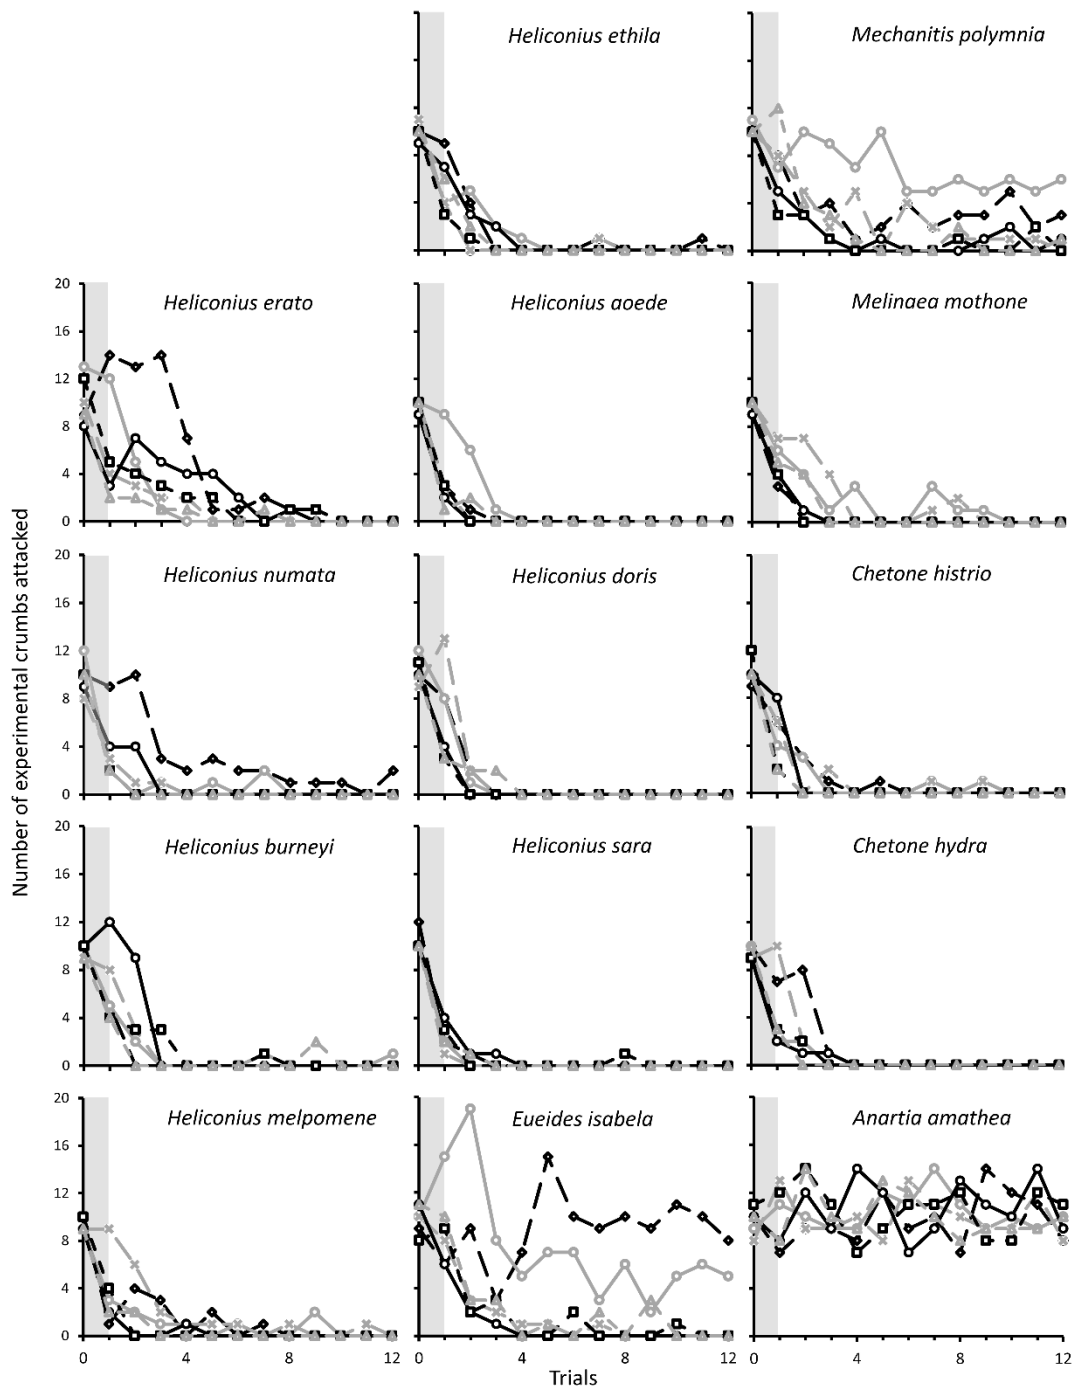 Heliconius ethila
Mechanitis polymnia
20
16
12
8
4
0
Heliconius erato
Heliconius aoede
Melinaea mothone
20
16
12
8
4
0
Heliconius numata
Heliconius doris
Chetone histrio
Number of experimental crumbs attacked
20
16
12
8
4
0
Heliconius burneyi
Heliconius sara
Chetone hydra
20
16
12
8
4
0
Heliconius melpomene
Eueides isabela
Anartia amathea
0 4 8 12 0 4 8 12 0 4 8 12
Trials